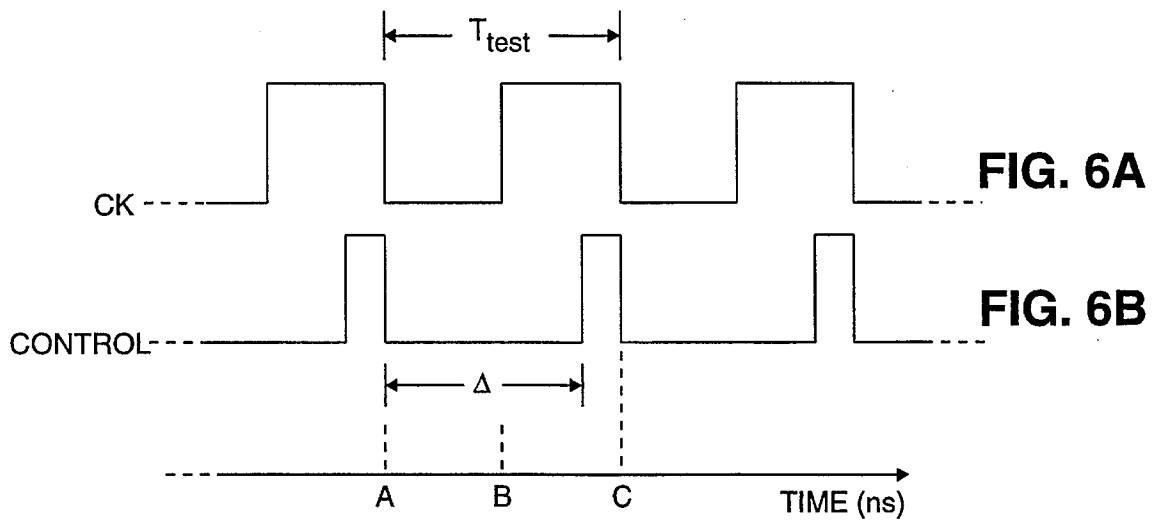 T_test
CK
FIG. 6A
CONTROL
FIG. 6B
Δ
A B C
TIME (ns)